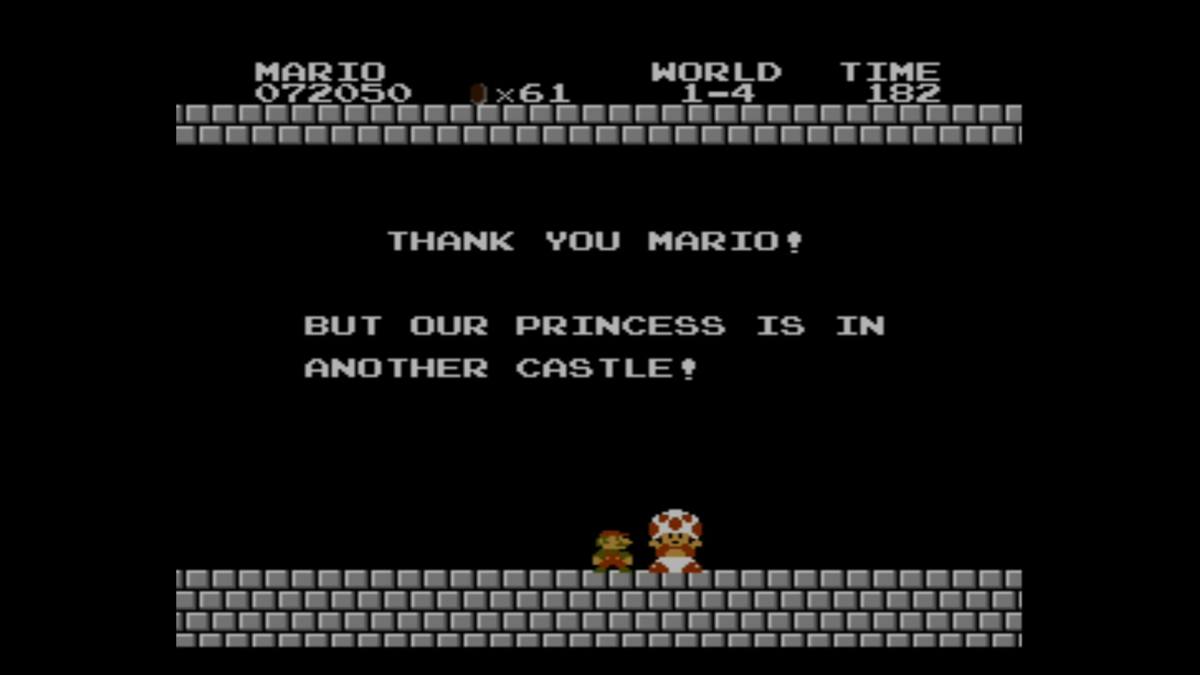 MARIO WORLD TIME
072050 ×61 1-4 182
THANK YOU MARIO!
BUT OUR PRINCESS IS IN
ANOTHER CASTLE!